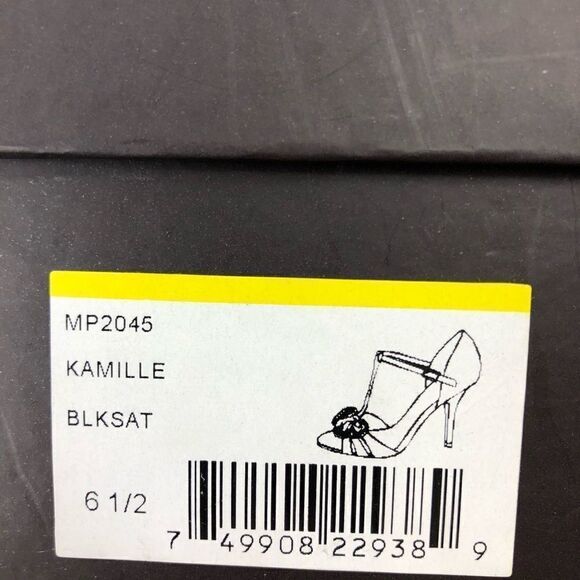 MP2045
KAMILLE
BLKSAT
6 1/2
7 49908 22938 9